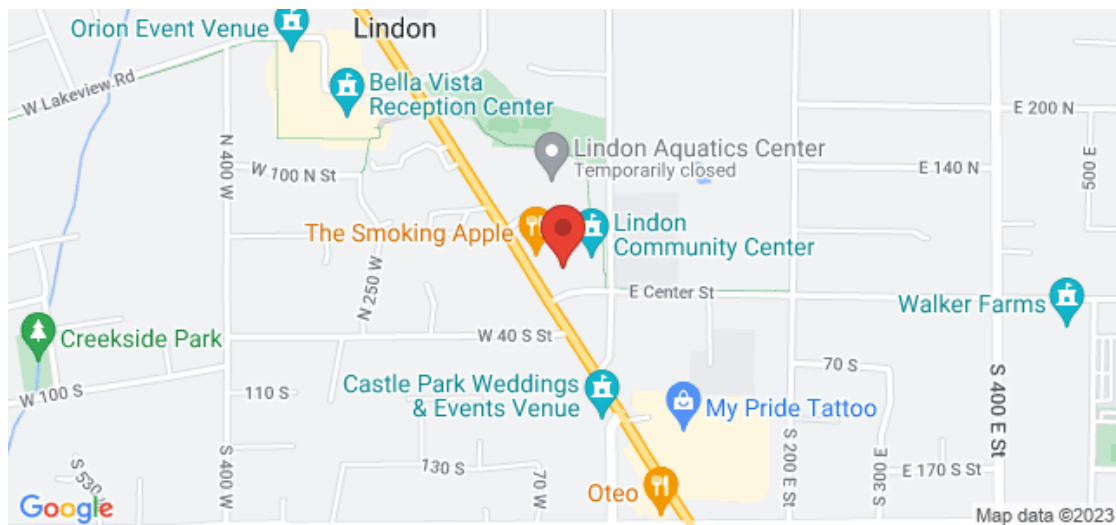 Orion Event Venue
Lindon
W Lakeview Rd
Bella Vista
Reception Center
E 200 N
N 400 W
W 100 N St
Lindon Aquatics Center
Temporarily closed
E 140 N
500 E
The Smoking Apple
Lindon
Community Center
N 250 W
E Center St
Walker Farms
Creekside Park
W 40 S St
W 100 S
110 S
Castle Park Weddings
& Events Venue
My Pride Tattoo
70 S
S 400 E St
S 530
S 400 W
130 S
70 W
Oteo
S 200 E St
S 300 E
E 170 S St
Google
Map data ©2023